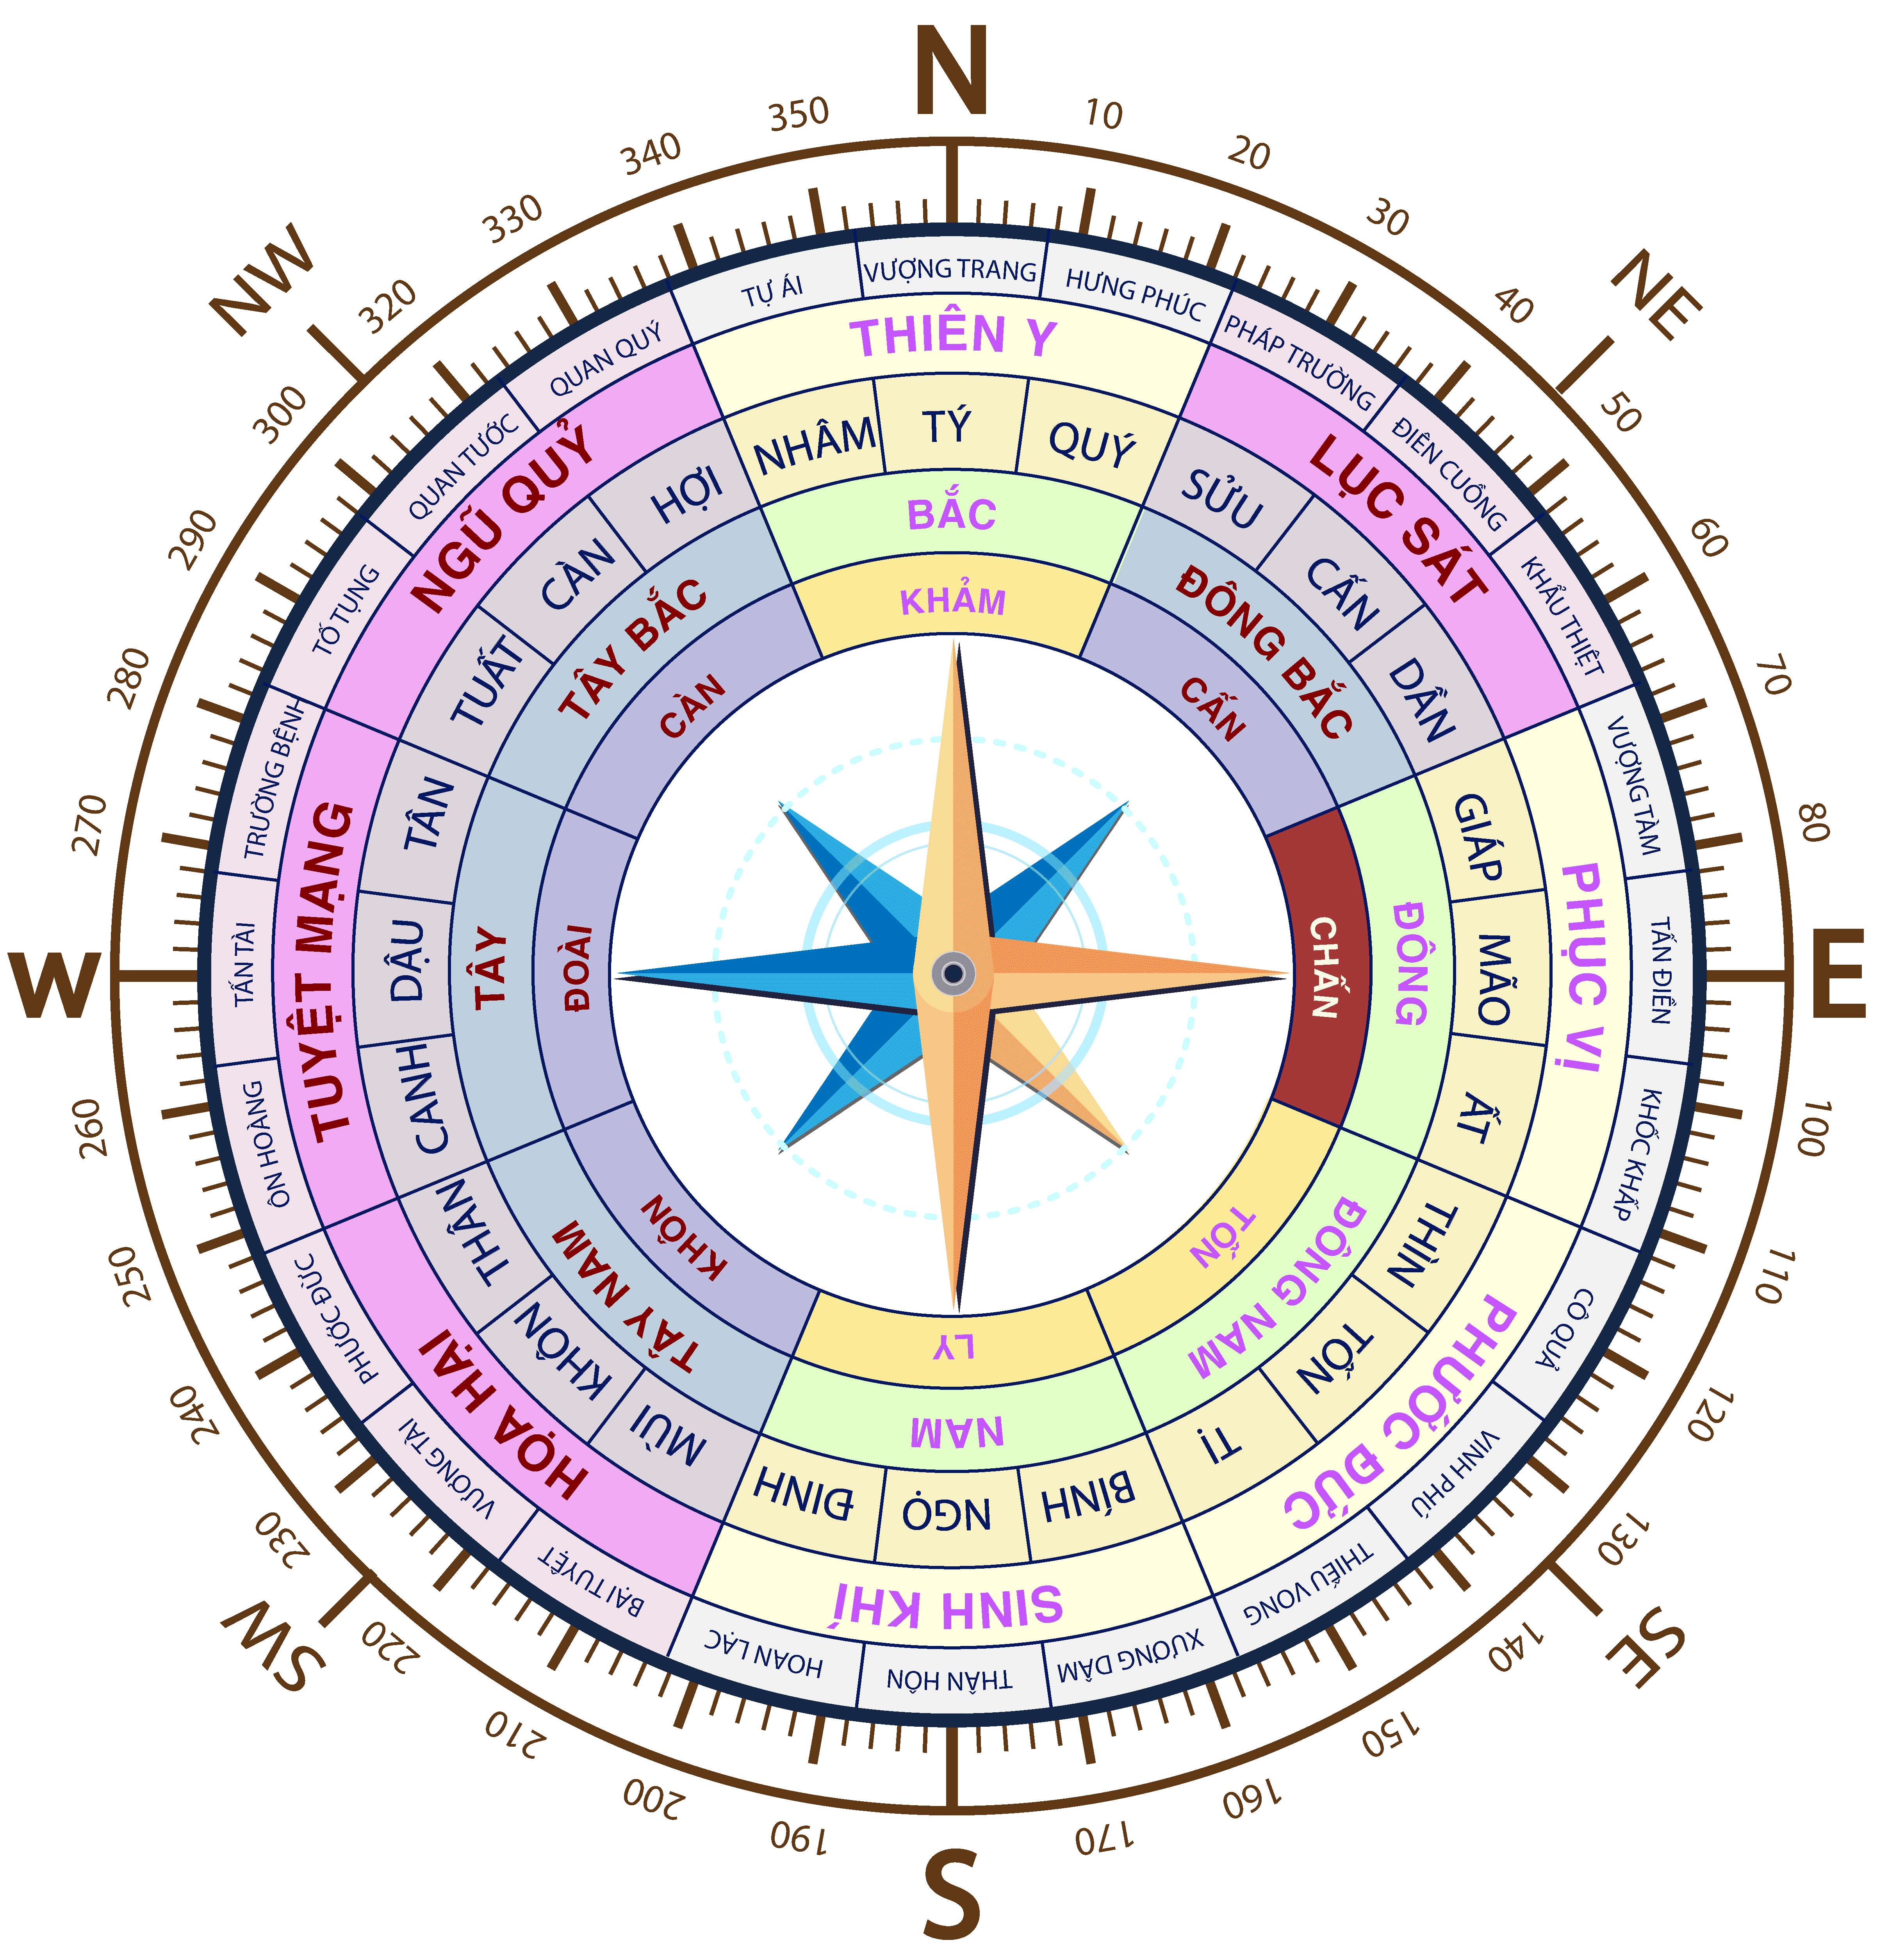 N
10
20
30
40
NE
50
60
70
80
E
100
110
120
130
SE
140
150
160
170
S
190
200
210
220
SW
230
240
250
260
W
270
280
290
300
NW
320
330
340
350
TỰ ÁI
VƯỢNG TRANG
HƯNG PHÚC
PHÁP TRƯỜNG
ĐIÊN CUỒNG
KHẨU THIỆT
VƯỢNG TÀM
TẤN ĐIỀN
KHỐC KHẤP
CÔ QUẢ
VINH PHÚ
THIẾU VONG
XƯƠNG DÂM
THÂN HÔN
HOAN LẠC
BẠI TUYỆT
VƯỢNG TÀI
PHƯỚC ĐỨC
ÔN HOÀNG
TẤN TÀI
TRƯỜNG BỆNH
TỐ TỤNG
QUAN TƯỚC
QUAN QUÝ
THIÊN Y
LỤC SÁT
PHỤC VỊ
PHƯỚC ĐỨC
SINH KHÍ
HỌA HẠI
TUYỆT MẠNG
NGŨ QUỶ
NHÂM
TÝ
QUÝ
SỬU
CẤN
DẦN
GIÁP
MÃO
ẤT
THÌN
TỐN
TỊ
BÍNH
NGỌ
ĐINH
MÙI
KHÔN
THÂN
CANH
DẬU
TÂN
TUẤT
CÀN
HỢI
BẮC
ĐÔNG BẮC
ĐÔNG
ĐÔNG NAM
NAM
TÂY NAM
TÂY
TÂY BẮC
KHẢM
CẤN
CHẤN
TỐN
LY
KHÔN
ĐOÀI
CÀN